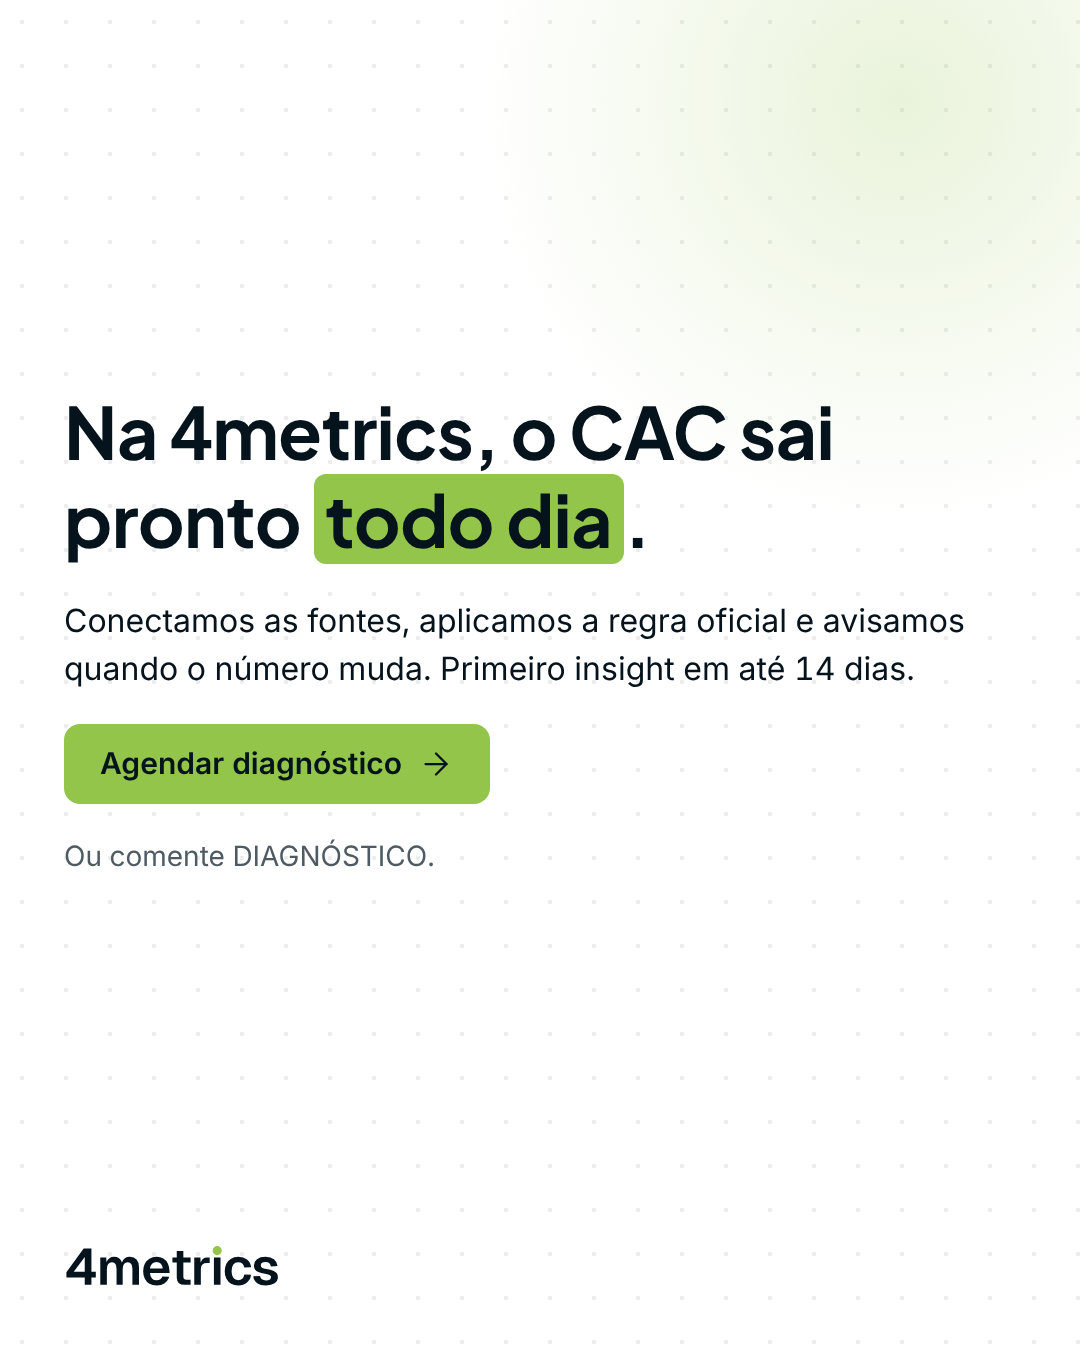 Na 4metrics, o CAC sai
pronto todo dia.
Conectamos as fontes, aplicamos a regra oficial e avisamos
quando o número muda. Primeiro insight em até 14 dias.
Agendar diagnóstico →
Ou comente DIAGNÓSTICO.
4metrics